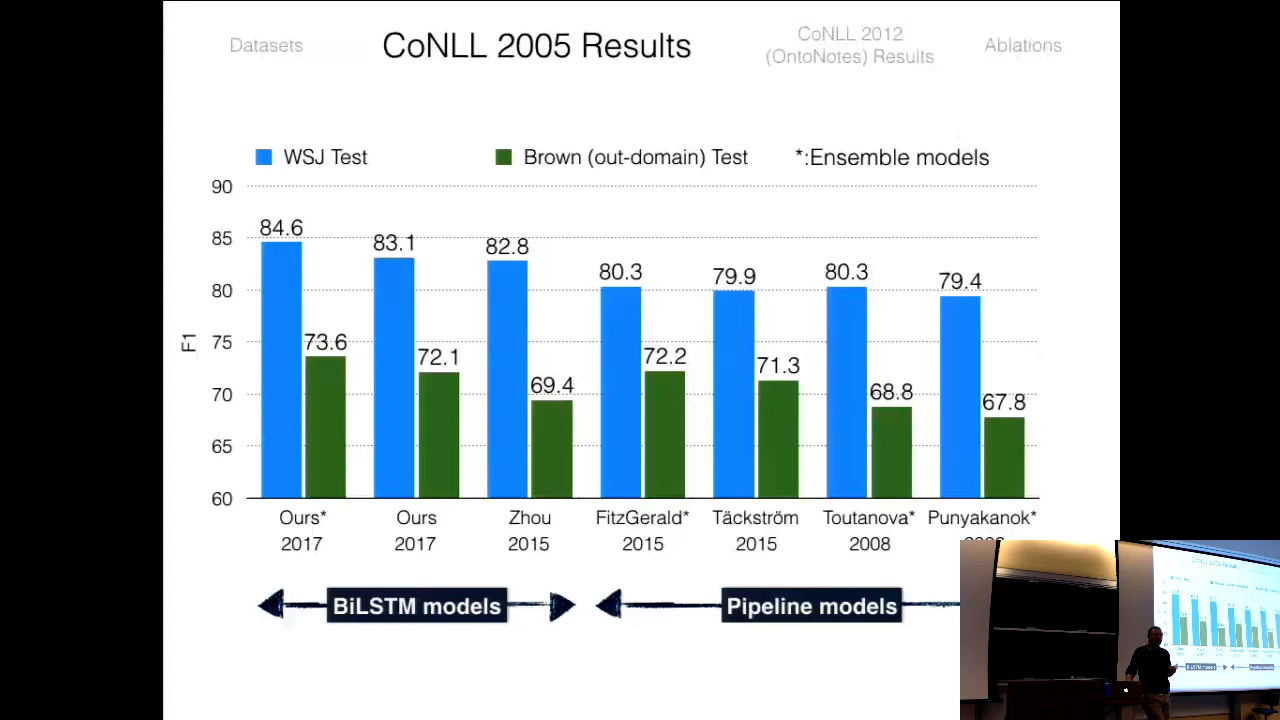 Datasets
CoNLL 2005 Results
CoNLL 2012
(OntoNotes) Results
Ablations
WSJ Test
Brown (out-domain) Test
*:Ensemble models
90
85
80
75
70
65
60
F1
84.6
73.6
83.1
72.1
82.8
69.4
80.3
72.2
79.9
71.3
80.3
68.8
79.4
67.8
Ours*
2017
Ours
2017
Zhou
2015
FitzGerald*
2015
Täckström
2015
Toutanova*
2008
Punyakanok*
BiLSTM models
Pipeline models